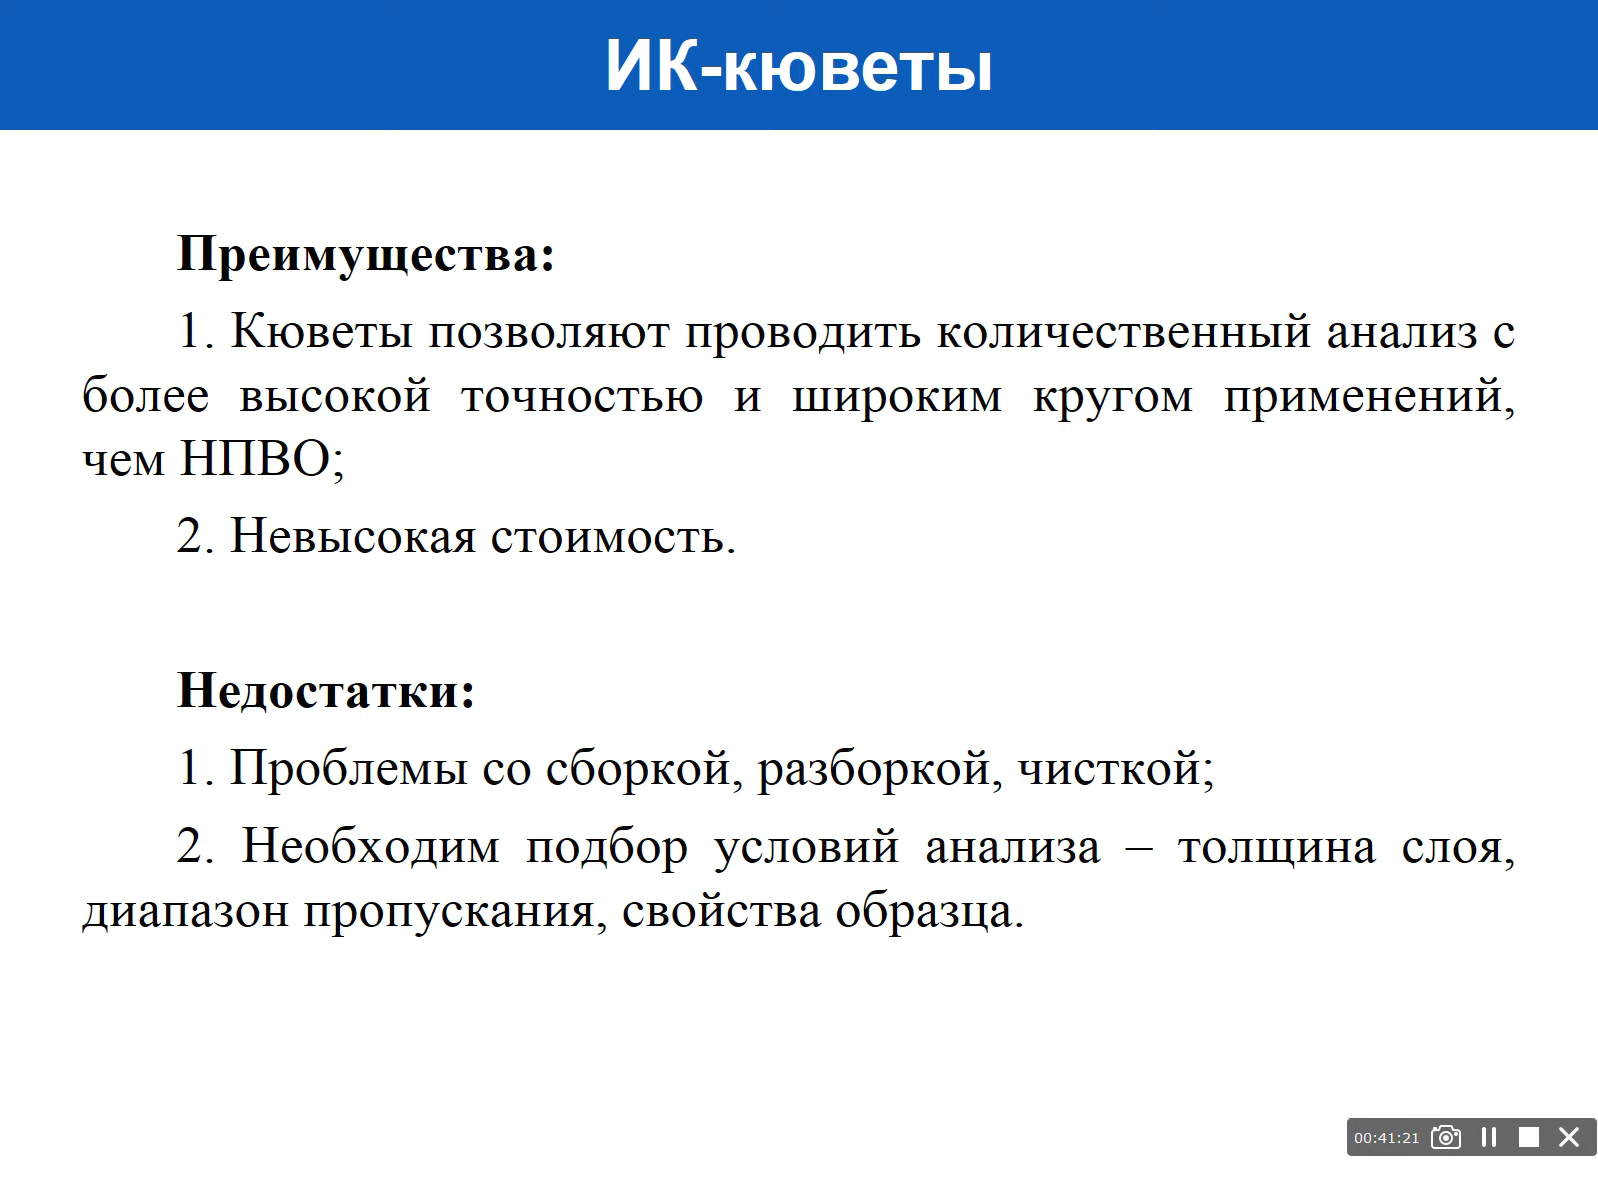 ИК-кюветы
Преимущества:
1. Кюветы позволяют проводить количественный анализ с
более высокой точностью и широким кругом применений,
чем НПВО;
2. Невысокая стоимость.
Недостатки:
1. Проблемы со сборкой, разборкой, чисткой;
2. Необходим подбор условий анализа – толщина слоя,
диапазон пропускания, свойства образца.
00:41:21